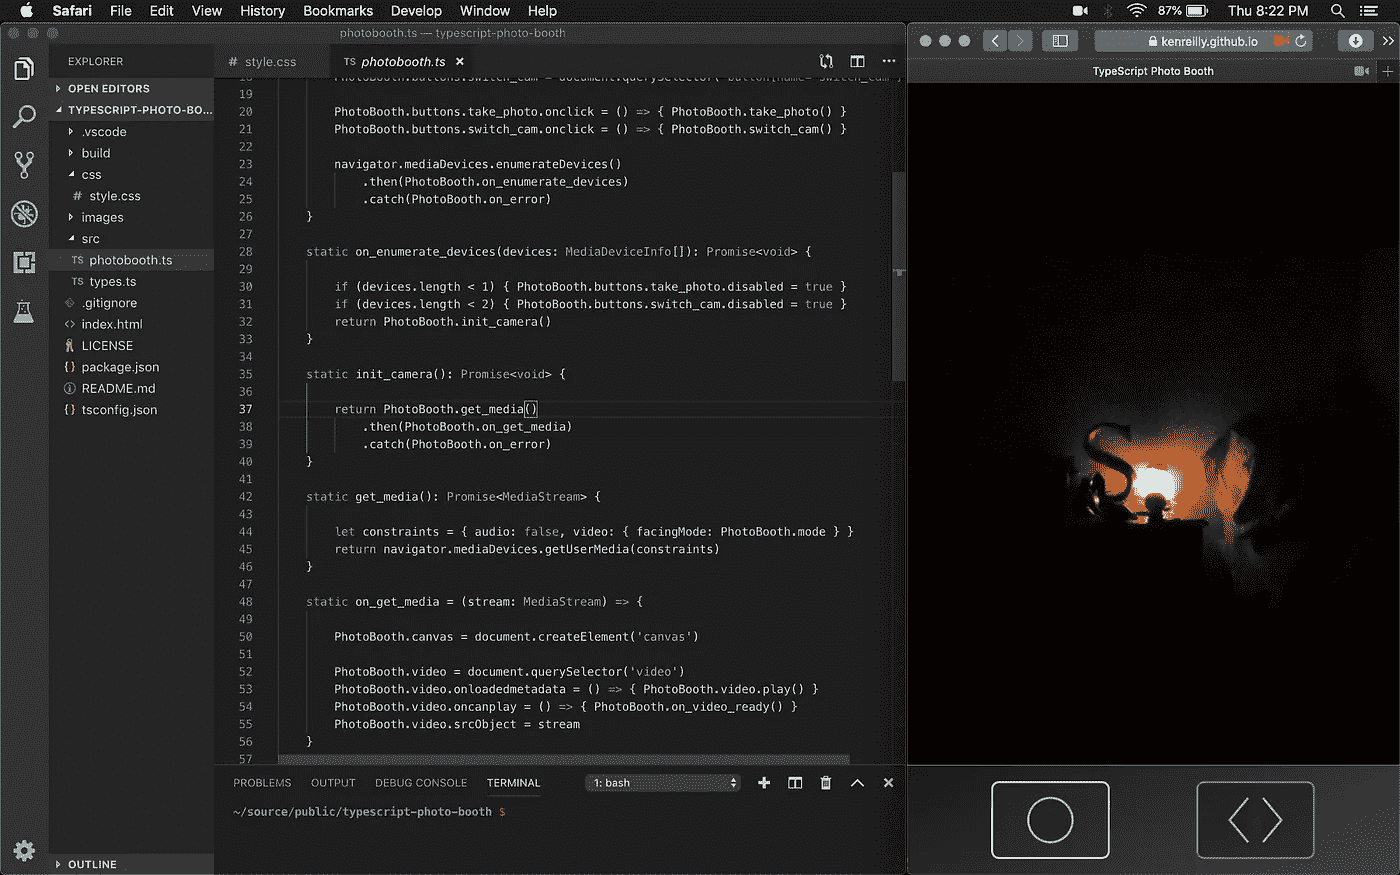 Safari File Edit View History Bookmarks Develop Window Help
87% Thu 8:22 PM
photobooth.ts — typescript-photo-booth
EXPLORER
OPEN EDITORS
TYPESCRIPT-PHOTO-BO...
.vscode
build
css
# style.css
images
src
TS photobooth.ts
TS types.ts
.gitignore
<> index.html
LICENSE
{} package.json
README.md
{} tsconfig.json
OUTLINE
# style.css
TS photobooth.ts ×
18 PhotoBooth.buttons.switch_cam = document.querySelector('button[name="switch_cam"]
19
20 PhotoBooth.buttons.take_photo.onclick = () => { PhotoBooth.take_photo() }
21 PhotoBooth.buttons.switch_cam.onclick = () => { PhotoBooth.switch_cam() }
22
23 navigator.mediaDevices.enumerateDevices()
24 .then(PhotoBooth.on_enumerate_devices)
25 .catch(PhotoBooth.on_error)
26 }
27
28 static on_enumerate_devices(devices: MediaDeviceInfo[]): Promise<void> {
29
30 if (devices.length < 1) { PhotoBooth.buttons.take_photo.disabled = true }
31 if (devices.length < 2) { PhotoBooth.buttons.switch_cam.disabled = true }
32 return PhotoBooth.init_camera()
33 }
34
35 static init_camera(): Promise<void> {
36
37 return PhotoBooth.get_media()
38 .then(PhotoBooth.on_get_media)
39 .catch(PhotoBooth.on_error)
40 }
41
42 static get_media(): Promise<MediaStream> {
43
44 let constraints = { audio: false, video: { facingMode: PhotoBooth.mode } }
45 return navigator.mediaDevices.getUserMedia(constraints)
46 }
47
48 static on_get_media = (stream: MediaStream) => {
49
50 PhotoBooth.canvas = document.createElement('canvas')
51
52 PhotoBooth.video = document.querySelector('video')
53 PhotoBooth.video.onloadedmetadata = () => { PhotoBooth.video.play() }
54 PhotoBooth.video.oncanplay = () => { PhotoBooth.on_video_ready() }
55 PhotoBooth.video.srcObject = stream
56 }
57
PROBLEMS OUTPUT DEBUG CONSOLE TERMINAL 1: bash
~/source/public/typescript-photo-booth $
kenreilly.github.io
TypeScript Photo Booth
S